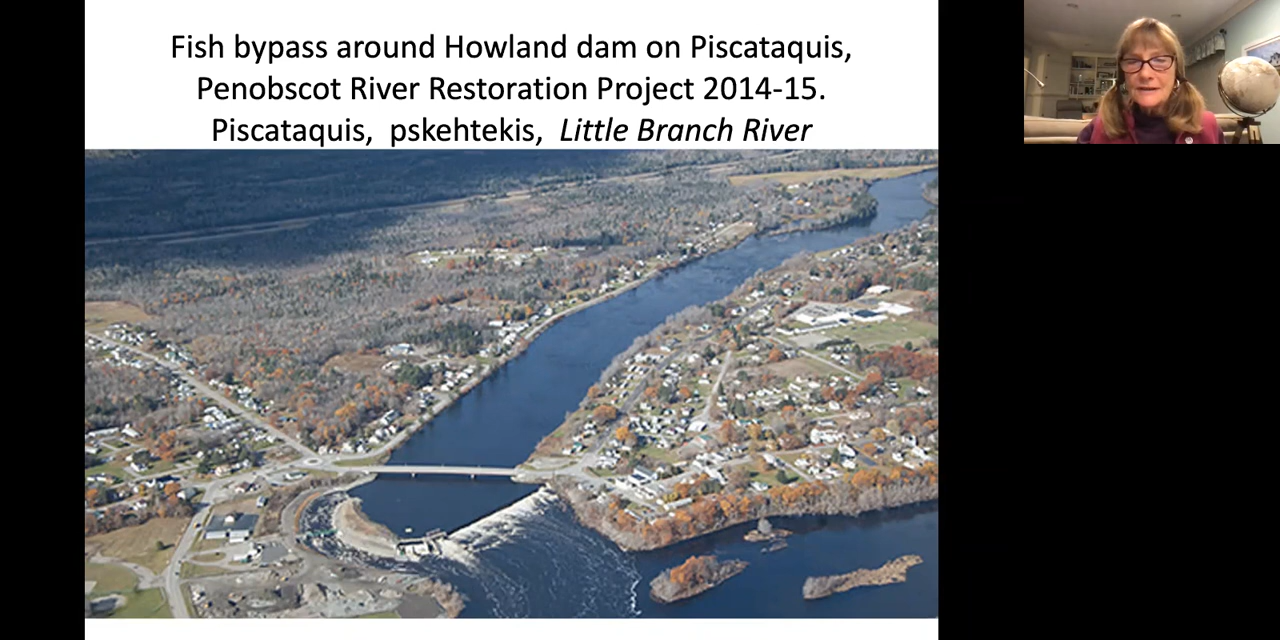 Fish bypass around Howland dam on Piscataquis,
Penobscot River Restoration Project 2014-15.
Piscataquis, pskehtekis, Little Branch River